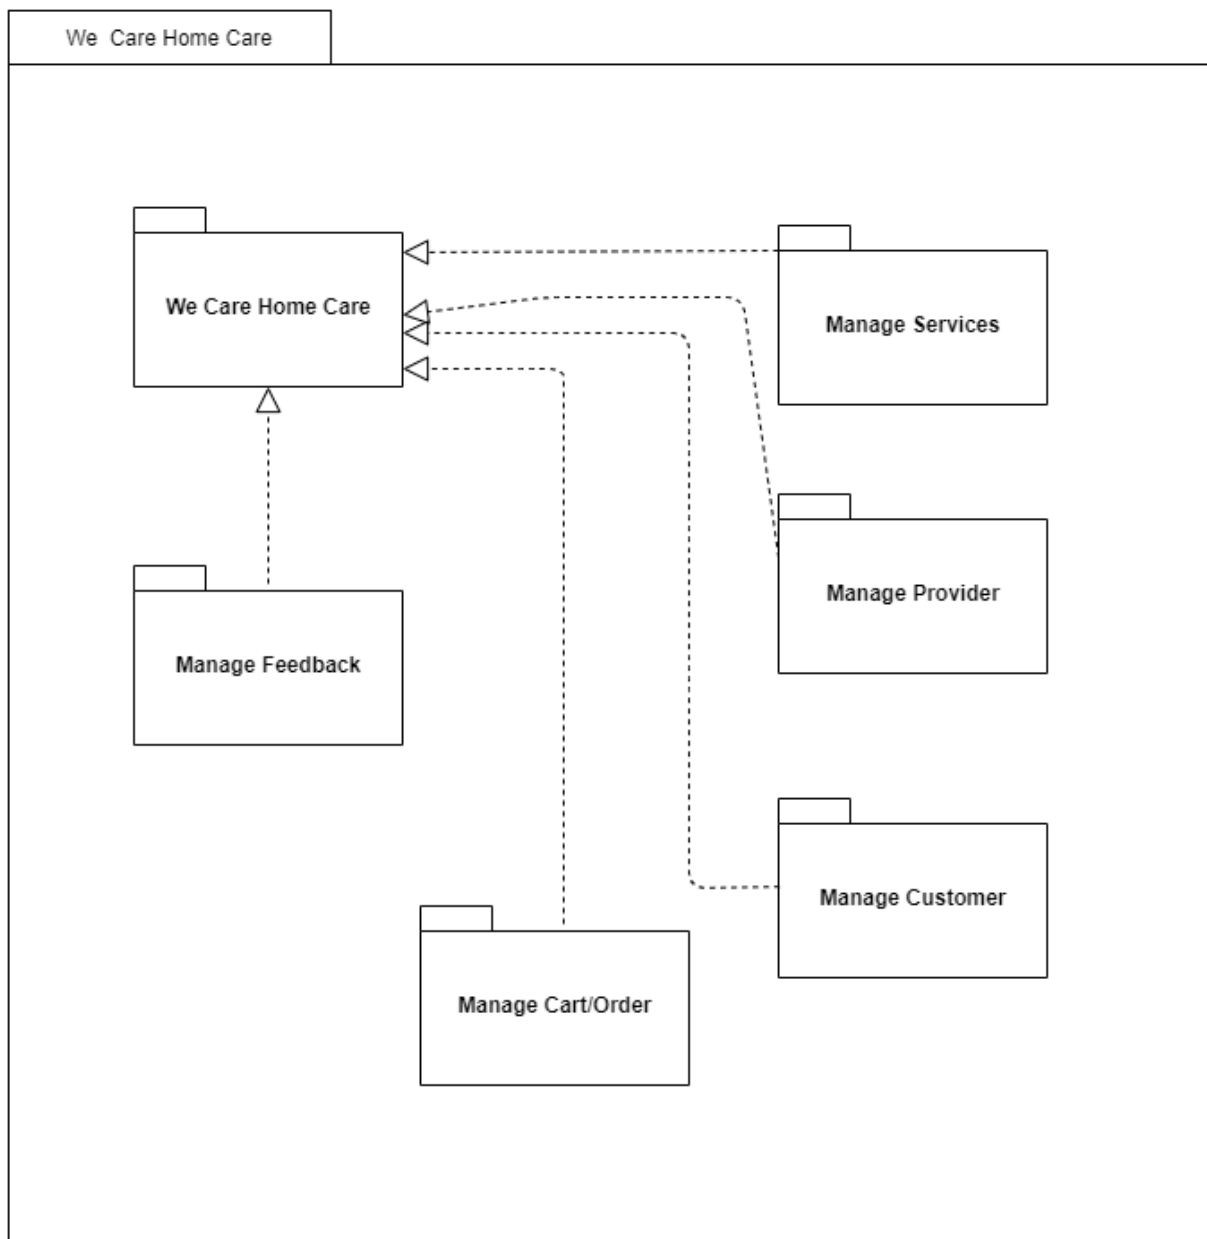 We Care Home Care
We Care Home Care
Manage Services
Manage Provider
Manage Feedback
Manage Customer
Manage Cart/Order